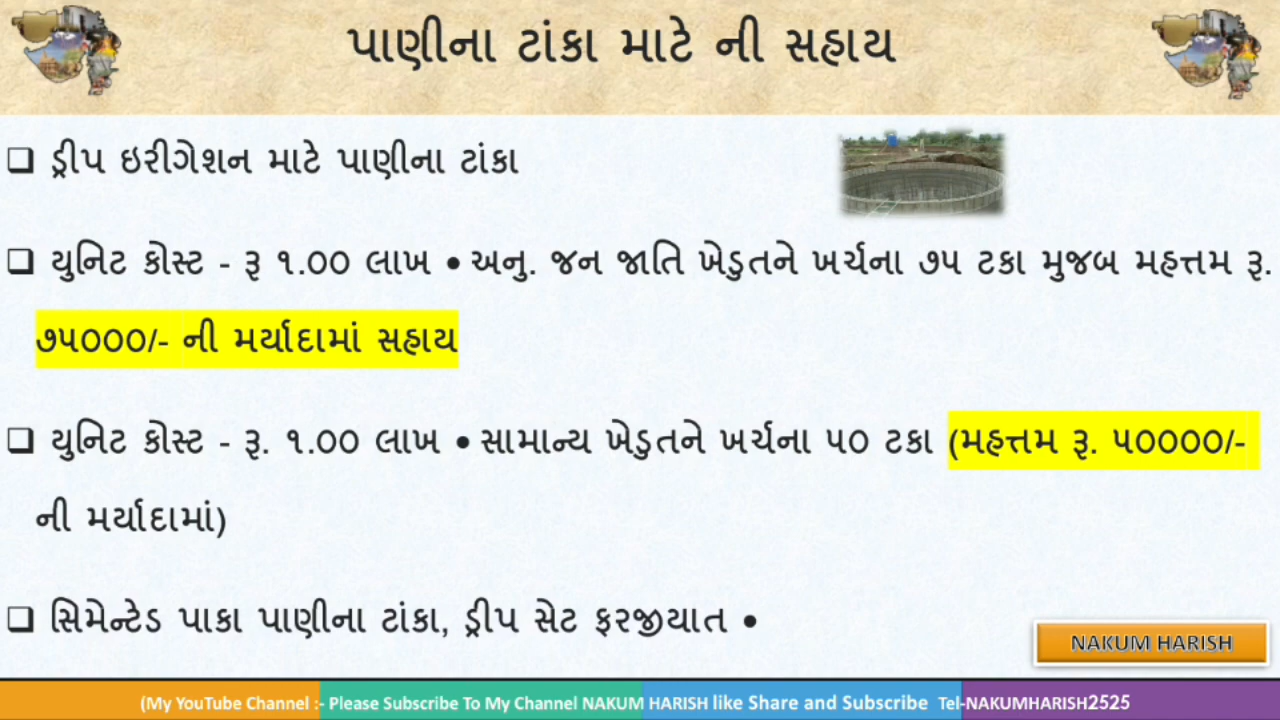 પાણીના ટાંકા માટે ની સહાય
❑ ડ્રીપ ઇરીગેશન માટે પાણીના ટાંકા
❑ યુનિટ કોસ્ટ - રૂ ૧.૦૦ લાખ • અનુ. જન જાતિ ખેડુતને ખર્ચના ૭૫ ટકા મુજબ મહત્તમ રૂ.
૭૫૦૦૦/- ની મર્યાદામાં સહાય
❑ યુનિટ કોસ્ટ - રૂ. ૧.૦૦ લાખ • સામાન્ય ખેડુતને ખર્ચના ૫૦ ટકા (મહત્તમ રૂ. ૫૦૦૦૦/-
ની મર્યાદામાં)
❑ સિમેન્ટેડ પાકા પાણીના ટાંકા, ડ્રીપ સેટ ફરજીયાત •
NAKUM HARISH
(My YouTube Channel :- Please Subscribe To My Channel NAKUM HARISH like Share and Subscribe Tel-NAKUMHARISH2525